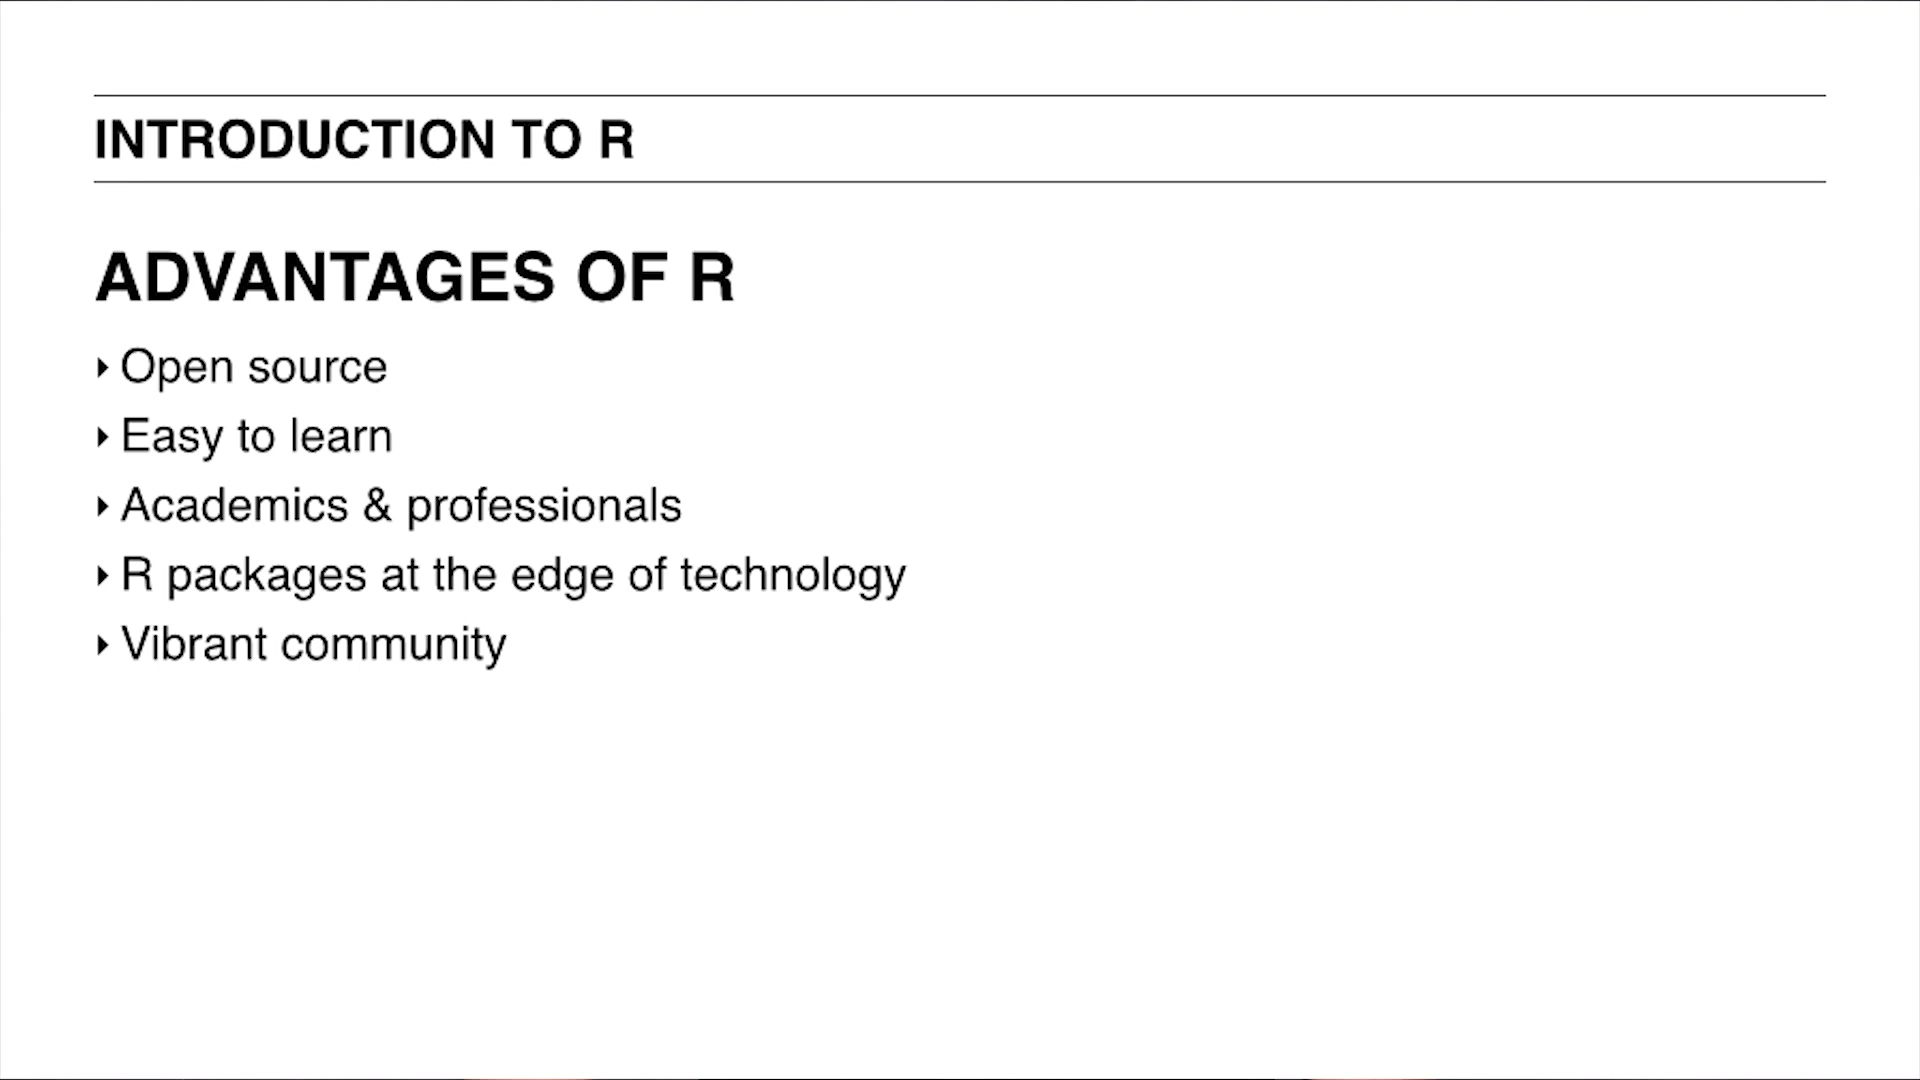 INTRODUCTION TO R
ADVANTAGES OF R
‣ Open source
‣ Easy to learn
‣ Academics & professionals
‣ R packages at the edge of technology
‣ Vibrant community